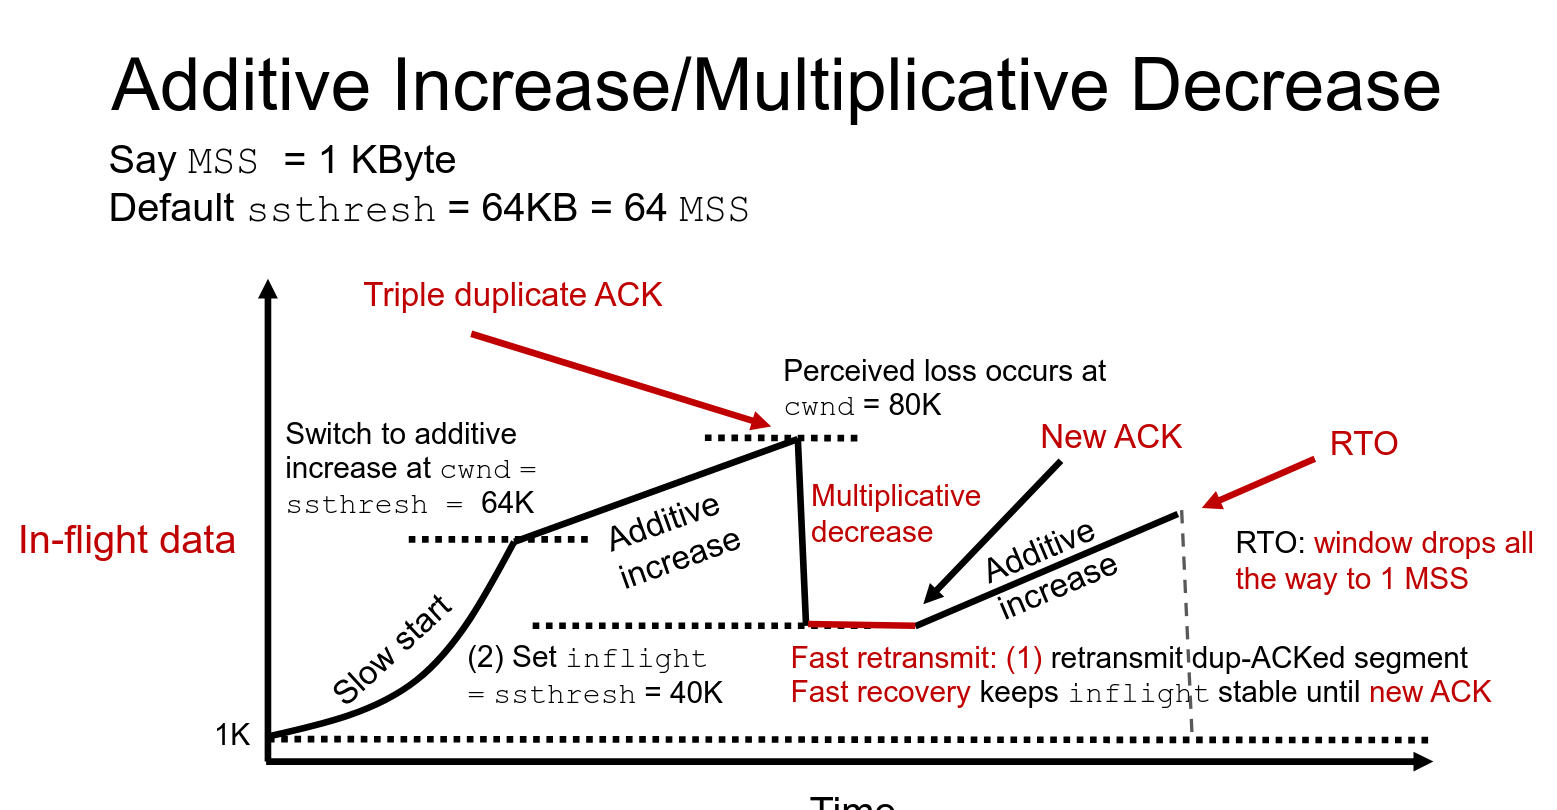 Additive Increase/Multiplicative Decrease
Say MSS = 1 KByte
Default ssthresh = 64KB = 64 MSS
Triple duplicate ACK
Perceived loss occurs at
cwnd = 80K
New ACK
RTO
Switch to additive
increase at cwnd =
ssthresh = 64K
In-flight data
Additive
increase
Multiplicative
decrease
Additive
increase
RTO: window drops all
the way to 1 MSS
Slow start
(2) Set inflight
= ssthresh = 40K
Fast retransmit: (1) retransmit dup-ACKed segment
Fast recovery keeps inflight stable until new ACK
1K
Time